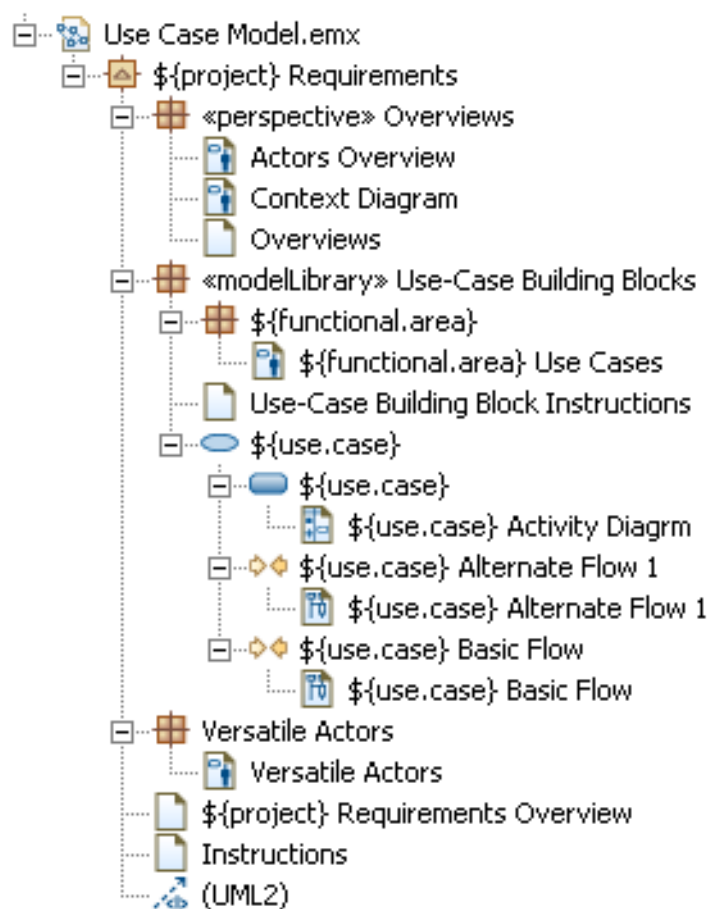 Use Case Model.emx
${project} Requirements
«perspective» Overviews
Actors Overview
Context Diagram
Overviews
«modelLibrary» Use-Case Building Blocks
${functional.area}
${functional.area} Use Cases
Use-Case Building Block Instructions
${use.case}
${use.case}
${use.case} Activity Diagrm
${use.case} Alternate Flow 1
${use.case} Alternate Flow 1
${use.case} Basic Flow
${use.case} Basic Flow
Versatile Actors
Versatile Actors
${project} Requirements Overview
Instructions
(UML2)